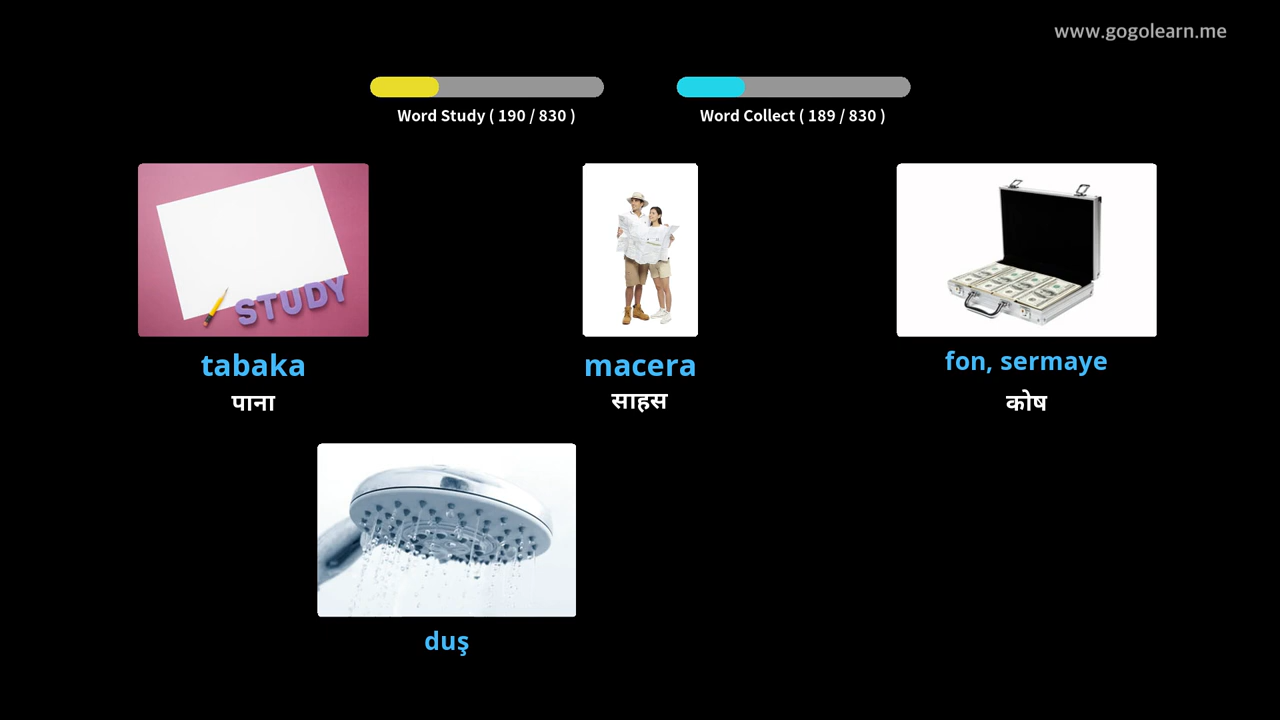 www.gogolearn.me
Word Study ( 190 / 830 )
Word Collect ( 189 / 830 )
STUDY
tabaka
macera
fon, sermaye
पाना
साहस
कोष
duş